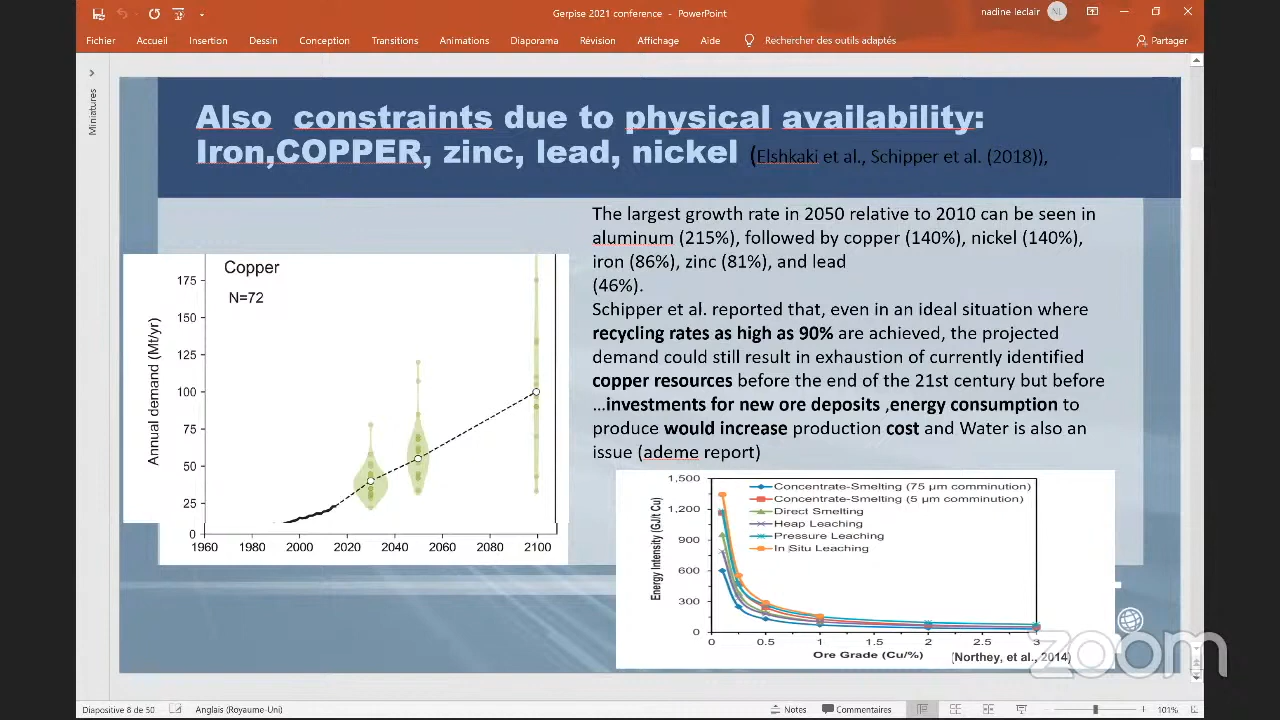 Gerpise 2021 conference - PowerPoint
nadine leclair
NL
Fichier Accueil Insertion Dessin Conception Transitions Animations Diaporama Révision Affichage Aide Rechercher des outils adaptés Partager
Miniatures
Also constraints due to physical availability:
Iron,COPPER, zinc, lead, nickel (Elshkaki et al., Schipper et al. (2018)),
The largest growth rate in 2050 relative to 2010 can be seen in
aluminum (215%), followed by copper (140%), nickel (140%),
iron (86%), zinc (81%), and lead
(46%).
Schipper et al. reported that, even in an ideal situation where
recycling rates as high as 90% are achieved, the projected
demand could still result in exhaustion of currently identified
copper resources before the end of the 21st century but before
…investments for new ore deposits ,energy consumption to
produce would increase production cost and Water is also an
issue (ademe report)
Copper
N=72
Annual demand (Mt/yr)
175
150
125
100
75
50
25
0
1960 1980 2000 2020 2040 2060 2080 2100
Energy Intensity (GJ/t Cu)
1,500
1,200
900
600
300
0
Concentrate-Smelting (75 µm comminution)
Concentrate-Smelting (5 µm comminution)
Direct Smelting
Heap Leaching
Pressure Leaching
In Situ Leaching
0 0.5 1 1.5 2 2.5 3
Ore Grade (Cu/%)
(Northey, et al., 2014)
zoom
Diapositive 8 de 50 Anglais (Royaume-Uni) Notes Commentaires 101%